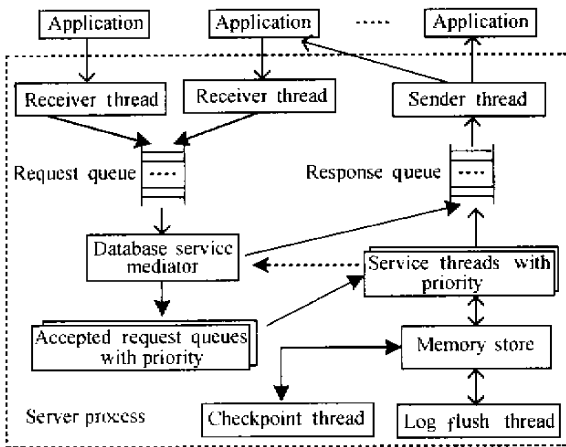 Application
Application
.....
Application
Receiver thread
Receiver thread
Sender thread
Request queue
....
Response queue
....
Database service
mediator
Service threads with
priority
Accepted request queues
with priority
Memory store
Server process
Checkpoint thread
Log flush thread